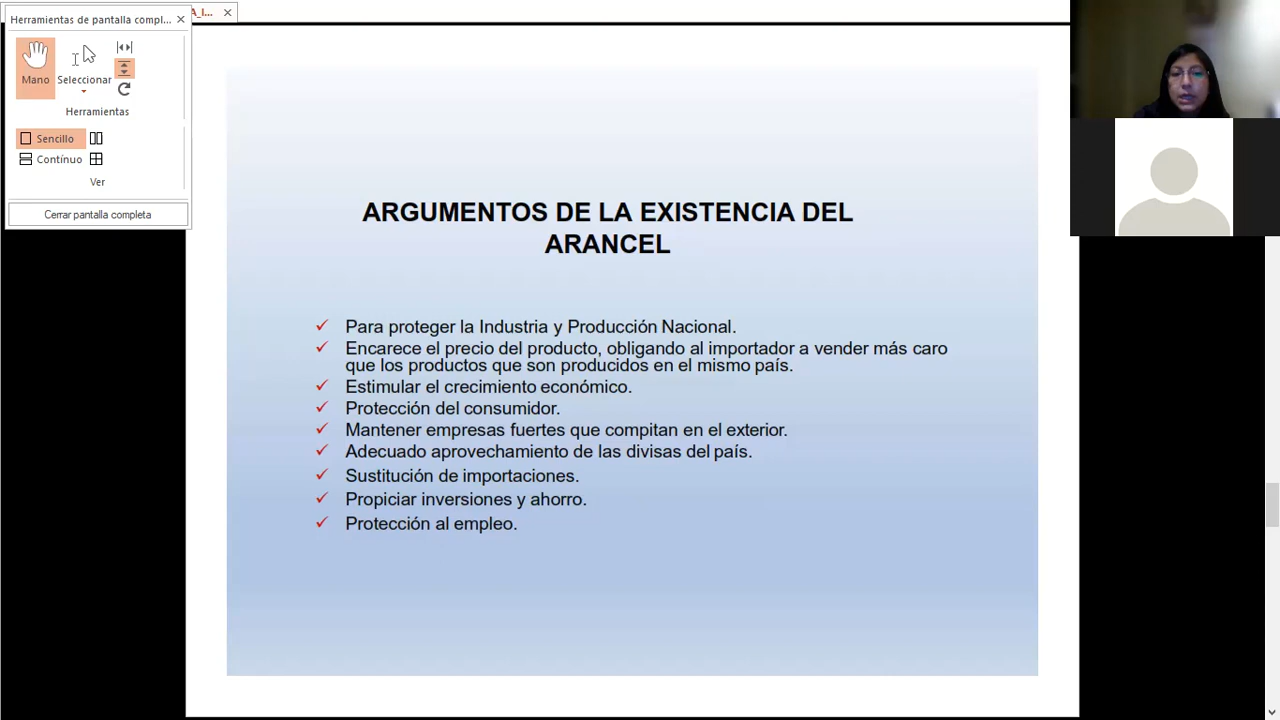 Herramientas de pantalla compl...
A_I...
Mano
Seleccionar
Herramientas
Sencillo
Contínuo
Ver
Cerrar pantalla completa
ARGUMENTOS DE LA EXISTENCIA DEL
ARANCEL
Para proteger la Industria y Producción Nacional.
Encarece el precio del producto, obligando al importador a vender más caro
que los productos que son producidos en el mismo país.
Estimular el crecimiento económico.
Protección del consumidor.
Mantener empresas fuertes que compitan en el exterior.
Adecuado aprovechamiento de las divisas del país.
Sustitución de importaciones.
Propiciar inversiones y ahorro.
Protección al empleo.